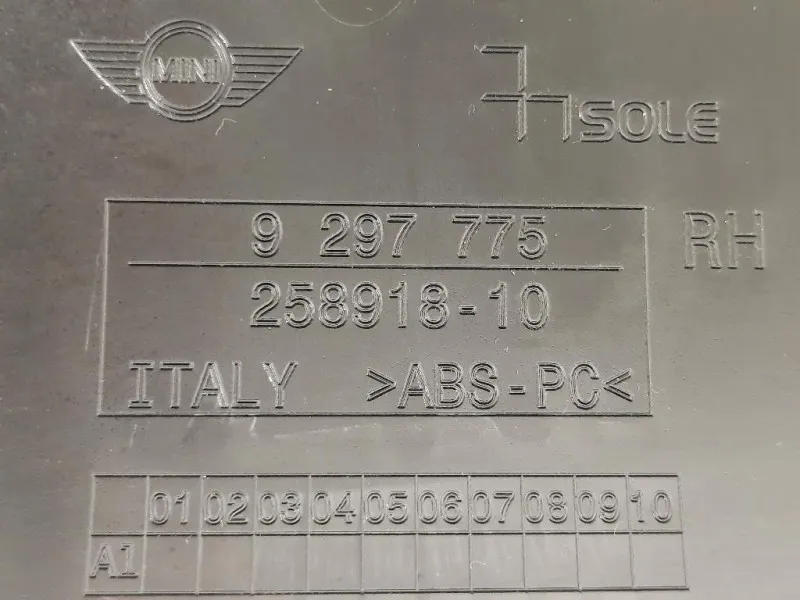 MINI
SOLE
9 297 775
RH
258918-10
ITALY >ABS-PC<
01 02 03 04 05 06 07 08 09 10
A1